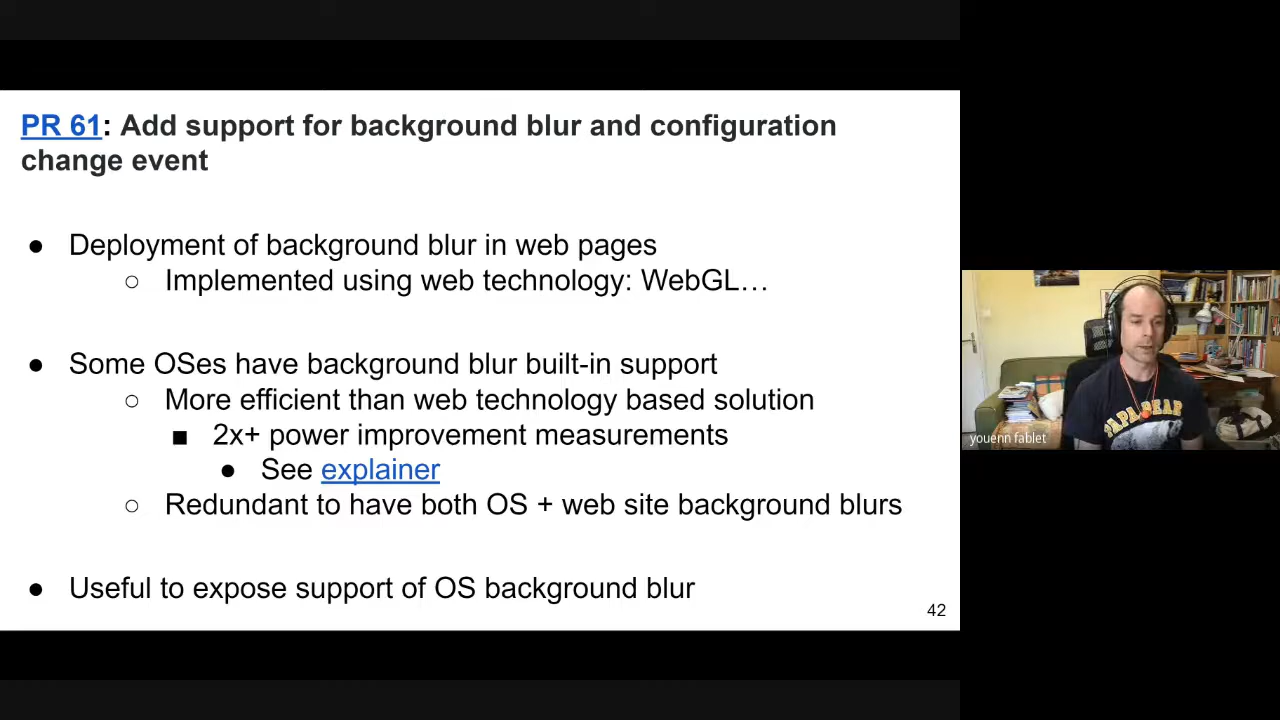 PR 61: Add support for background blur and configuration
change event
● Deployment of background blur in web pages
○ Implemented using web technology: WebGL…
● Some OSes have background blur built-in support
○ More efficient than web technology based solution
■ 2x+ power improvement measurements
● See explainer
○ Redundant to have both OS + web site background blurs
● Useful to expose support of OS background blur
42
youenn fablet
PAPA BEAR